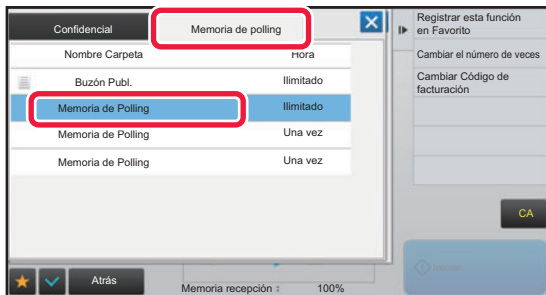 Confidencial
Memoria de polling
Nombre Carpeta Hora
Buzón Publ. Ilimitado
Memoria de Polling Ilimitado
Memoria de Polling Una vez
Memoria de Polling Una vez
Atrás
Memoria recepción : 100%
Registrar esta función
en Favorito
Cambiar el número de veces
Cambiar Código de
facturación
CA
Iniciar